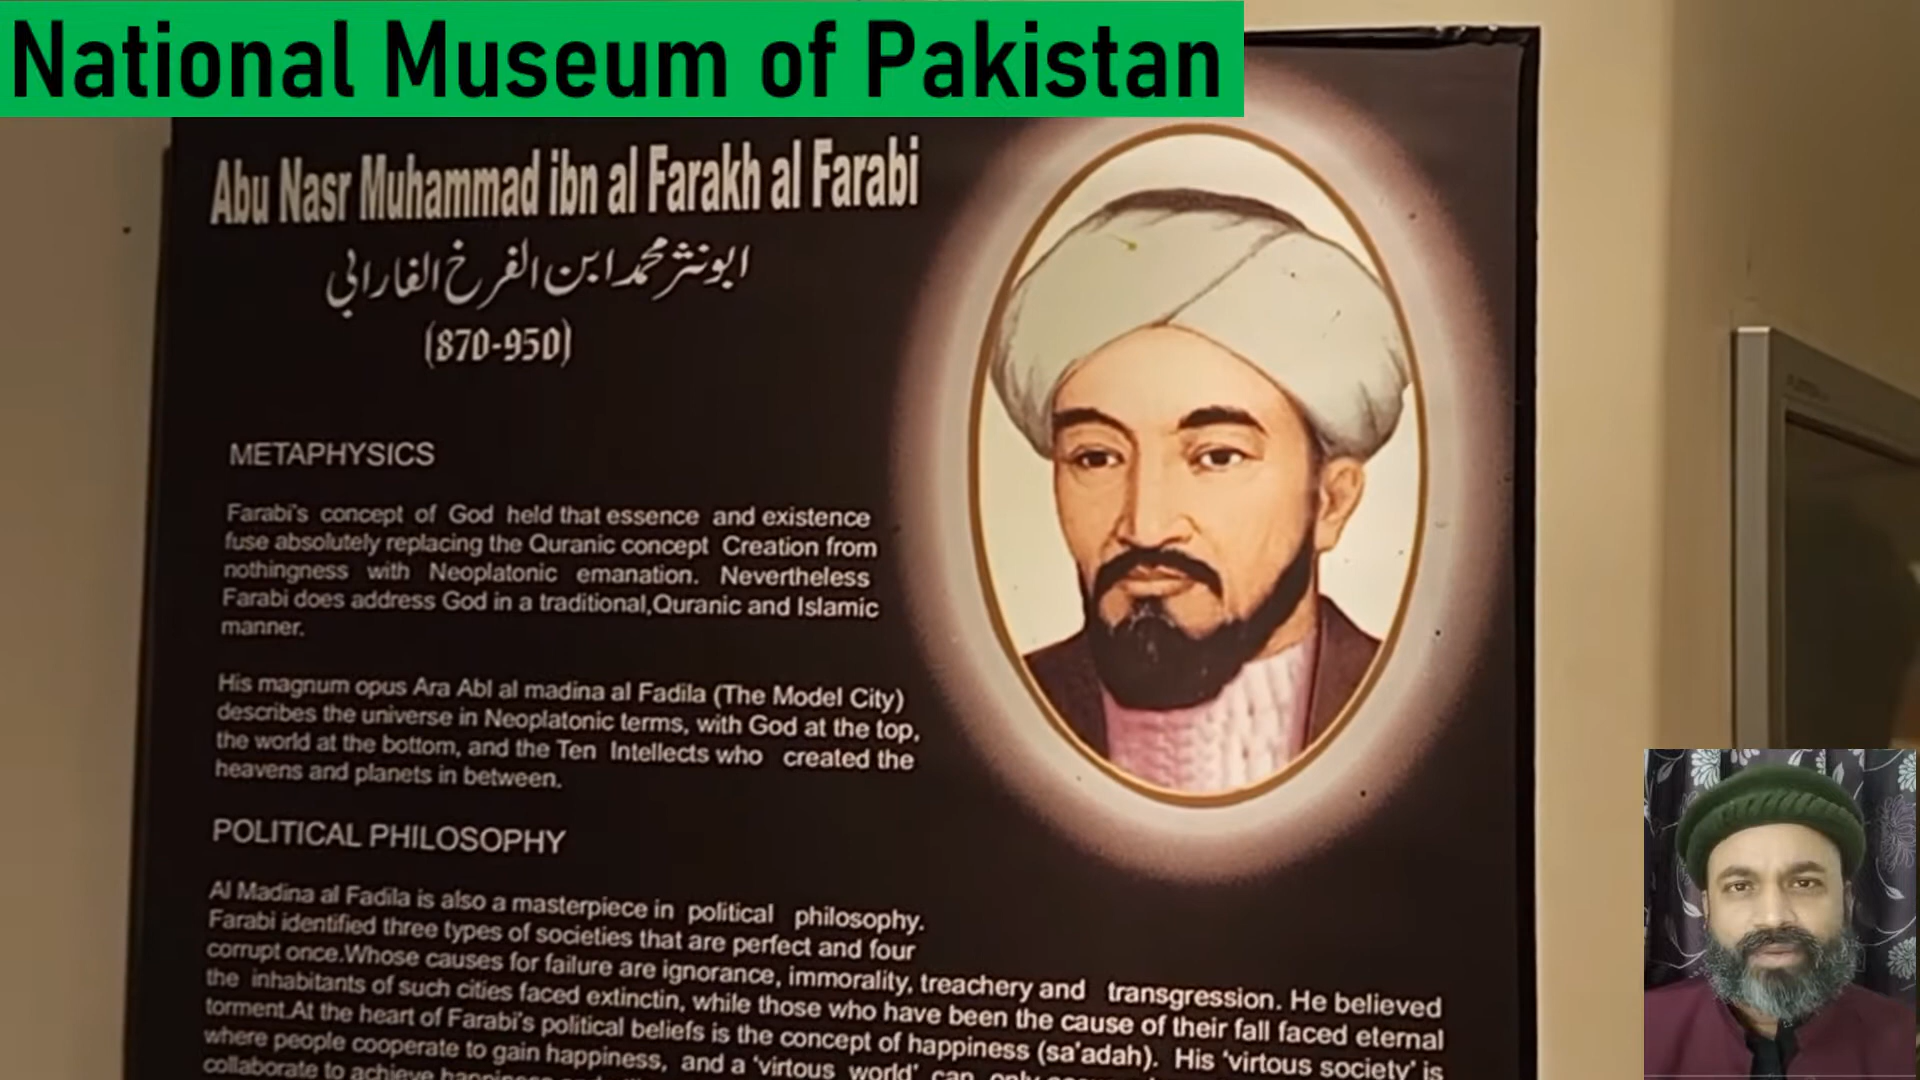 National Museum of Pakistan
Abu Nasr Muhammad ibn al Farakh al Farabi
ابونثر محمد ابن الفرخ الفارابی
(870-950)
METAPHYSICS
Farabi's concept of God held that essence and existence
fuse absolutely replacing the Quranic concept Creation from
nothingness with Neoplatonic emanation. Nevertheless
Farabi does address God in a traditional,Quranic and Islamic
manner.
His magnum opus Ara Abl al madina al Fadila (The Model City)
describes the universe in Neoplatonic terms, with God at the top,
the world at the bottom, and the Ten Intellects who created the
heavens and planets in between.
POLITICAL PHILOSOPHY
Al Madina al Fadila is also a masterpiece in political philosophy.
Farabi identified three types of societies that are perfect and four
corrupt once.Whose causes for failure are ignorance, immorality, treachery and transgression. He believed
the inhabitants of such cities faced extinctin, while those who have been the cause of their fall faced eternal
torment.At the heart of Farabi's political beliefs is the concept of happiness (sa'adah). His 'virtous society' is
where people cooperate to gain happiness, and a 'virtous world' can only
collaborate to achieve